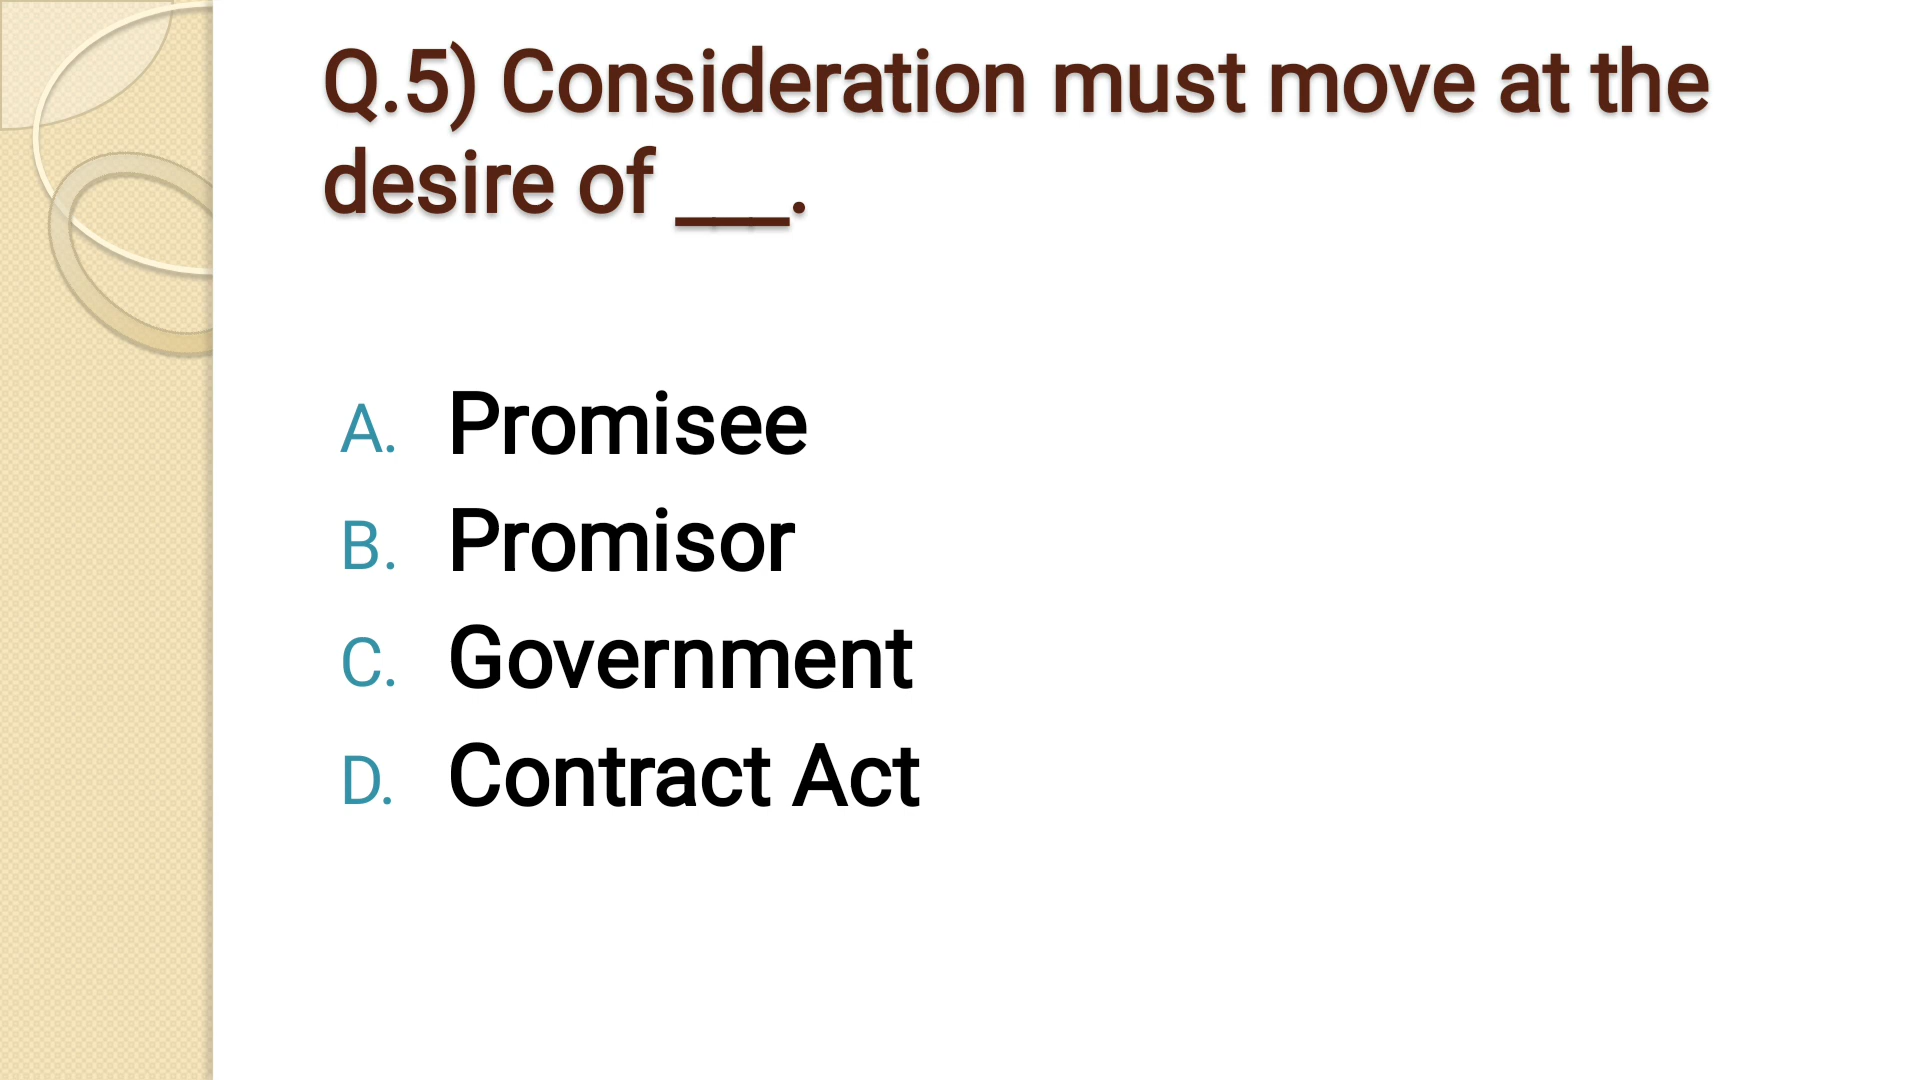 Q.5) Consideration must move at the
desire of ___.
A. Promisee
B. Promisor
C. Government
D. Contract Act